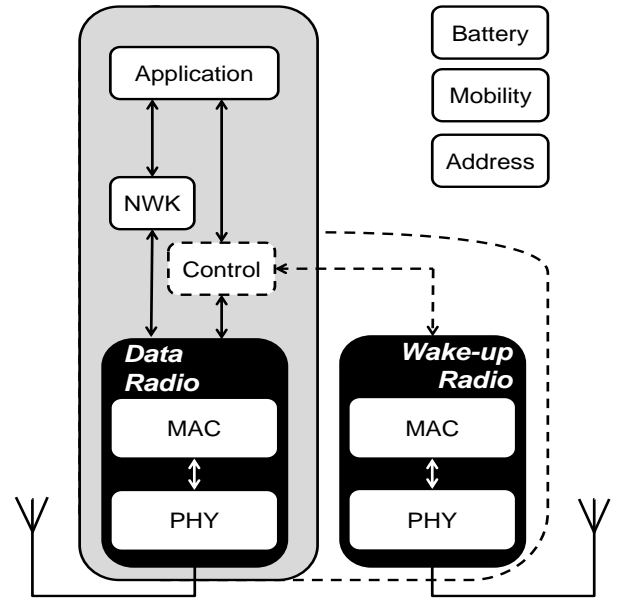 Application
NWK
Control
Data
Radio
MAC
PHY
Battery
Mobility
Address
Wake-up
Radio
MAC
PHY